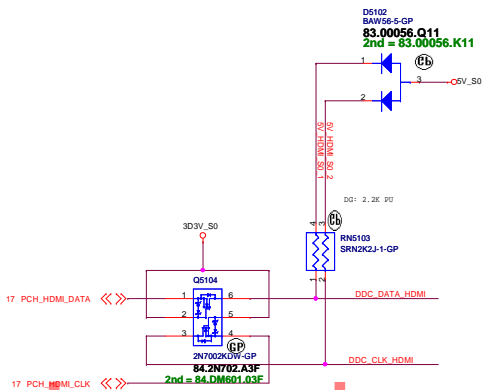 D5102
BAW56-5-GP
83.00056.Q11
2nd = 83.00056.K11
1
3
5V_S0
2
5V_HDMI_S0_1
5V_HDMI_S0_2
DG: 2.2K PU
4
3
RN5103
SRN2K2J-1-GP
1
2
3D3V_S0
Q5104
17 PCH_HDMI_DATA
1
6
DDC_DATA_HDMI
2
5
3
4
GP
2N7002KDW-GP
DDC_CLK_HDMI
84.2N702.A3F
2nd = 84.DM601.03F
17 PCH_HDMI_CLK